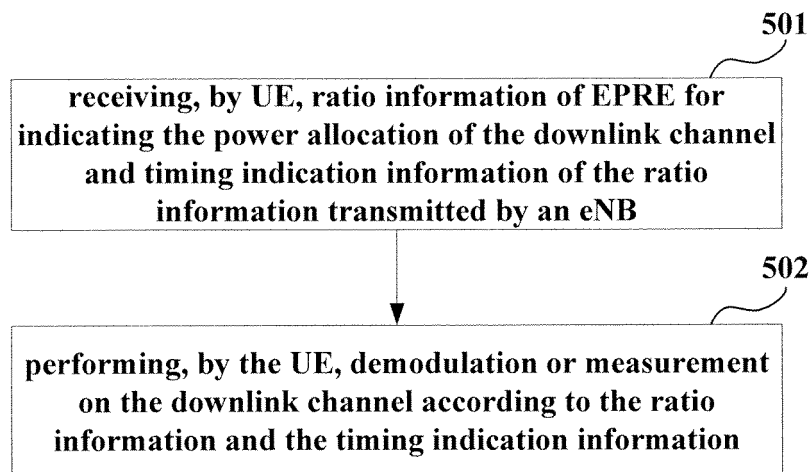 501
receiving, by UE, ratio information of EPRE for
indicating the power allocation of the downlink channel
and timing indication information of the ratio
information transmitted by an eNB
502
performing, by the UE, demodulation or measurement
on the downlink channel according to the ratio
information and the timing indication information